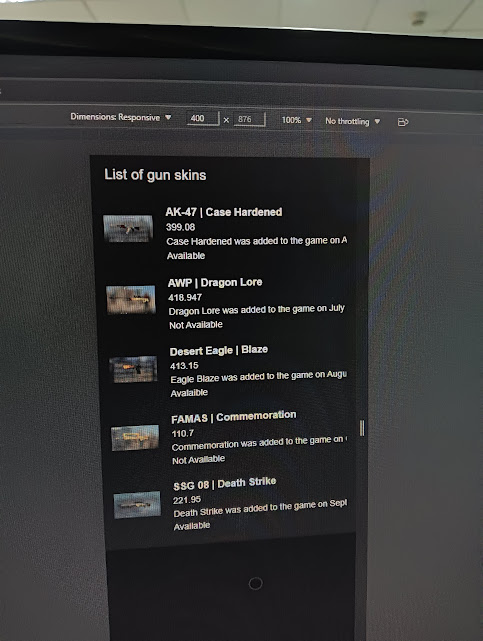 Dimensions: Responsive ▼ 400 × 876 100% ▼ No throttling ▼
List of gun skins
AK-47 | Case Hardened
399.08
Case Hardened was added to the game on A
Available
AWP | Dragon Lore
418.947
Dragon Lore was added to the game on July
Not Available
Desert Eagle | Blaze
413.15
Eagle Blaze was added to the game on Augu
Avalaible
FAMAS | Commemoration
110.7
Commemoration was added to the game on
Not Available
SSG 08 | Death Strike
221.95
Death Strike was added to the game on Sept
Available